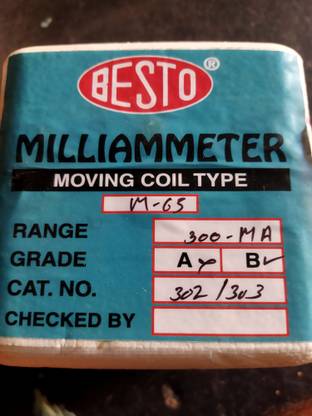 BESTO®
MILLIAMMETER
MOVING COIL TYPE
M-65
RANGE 300-MA
GRADE A B
CAT. NO. 302/303
CHECKED BY